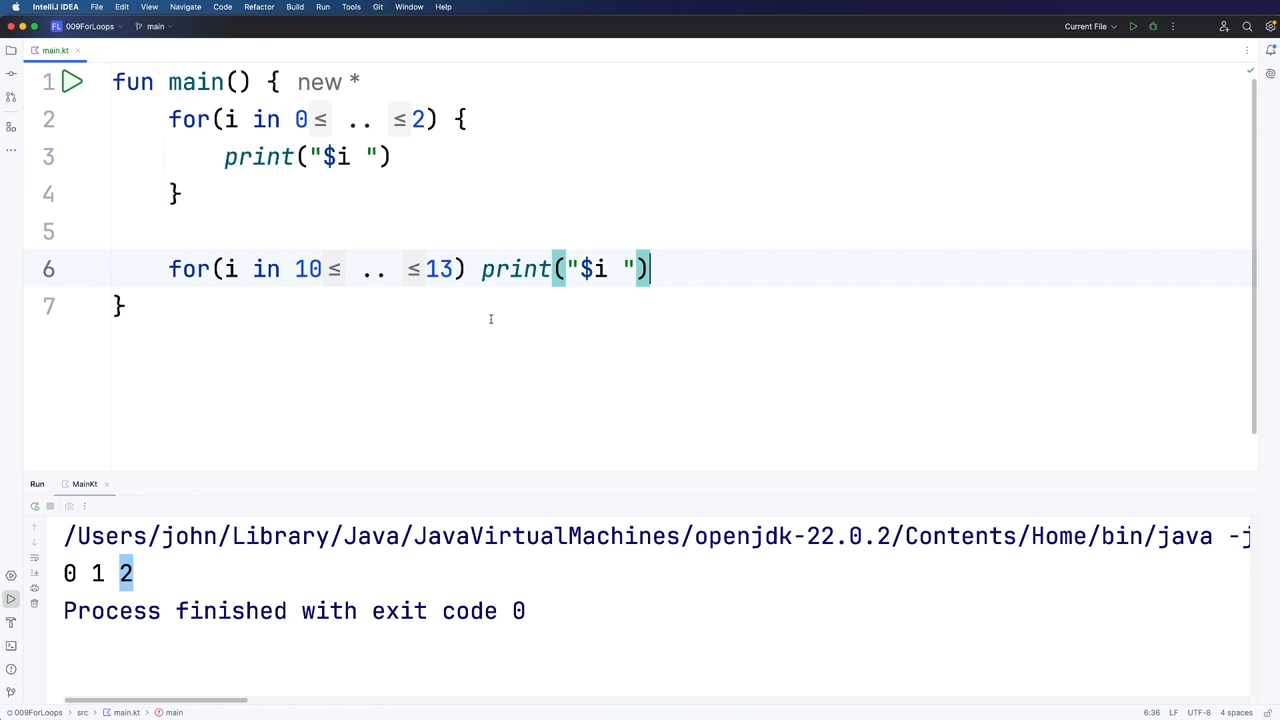 IntelliJ IDEA File Edit View Navigate Code Refactor Build Run Tools Git Window Help
FL 009ForLoops main Current File
main.kt
1 fun main() { new *
2 for(i in 0≤ .. ≤2) {
3 print("$i ")
4 }
5
6 for(i in 10≤ .. ≤13) print("$i ")
7 }
Run MainKt
/Users/john/Library/Java/JavaVirtualMachines/openjdk-22.0.2/Contents/Home/bin/java -j
0 1 2
Process finished with exit code 0
009ForLoops src main.kt main 6:36 LF UTF-8 4 spaces